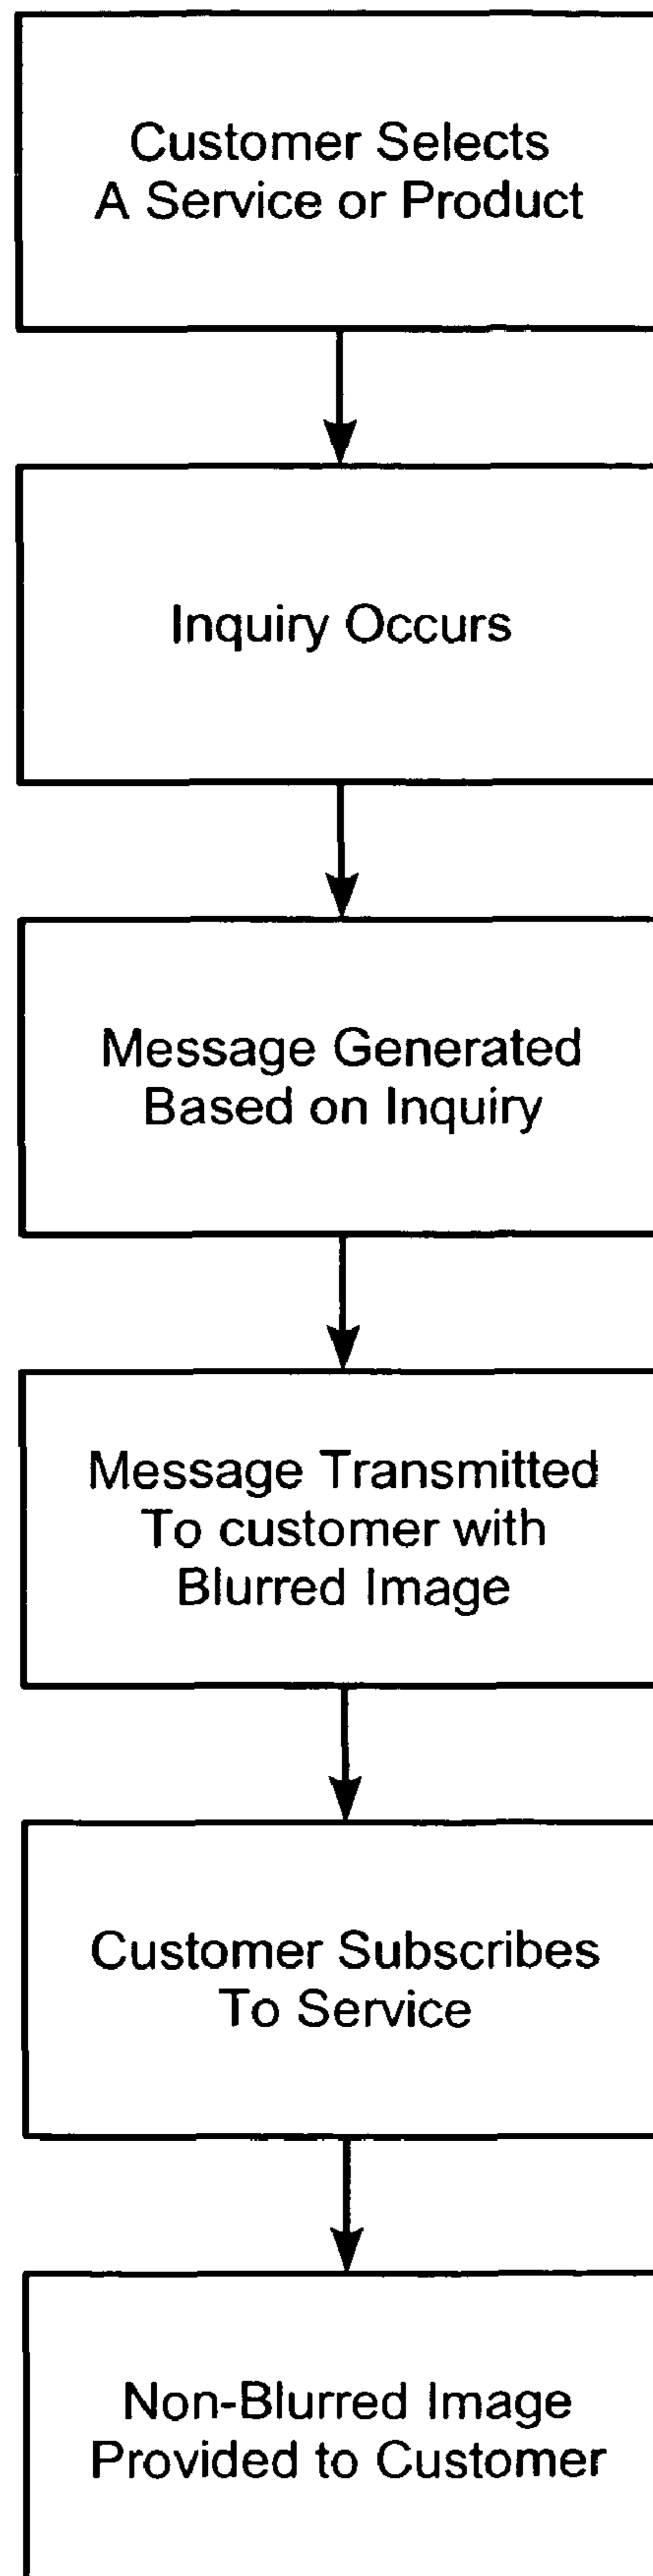 Customer Selects
A Service or Product
Inquiry Occurs
Message Generated
Based on Inquiry
Message Transmitted
To customer with
Blurred Image
Customer Subscribes
To Service
Non-Blurred Image
Provided to Customer